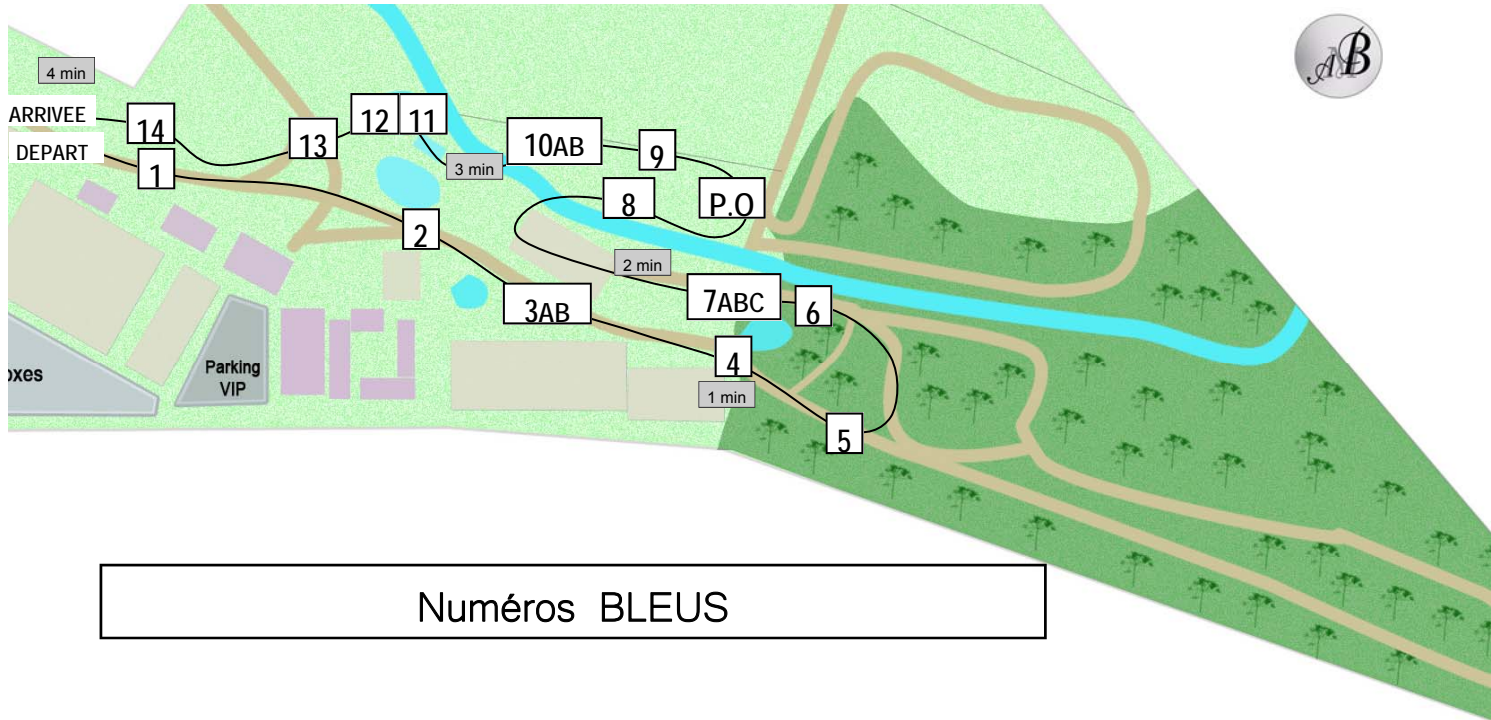 4 min
ARRIVEE
14
13
12
11
3 min
10AB
9
DEPART
1
8
P.O
2
2 min
3AB
7ABC
6
4
1 min
5
oxes
Parking
VIP
AB
Numéros BLEUS